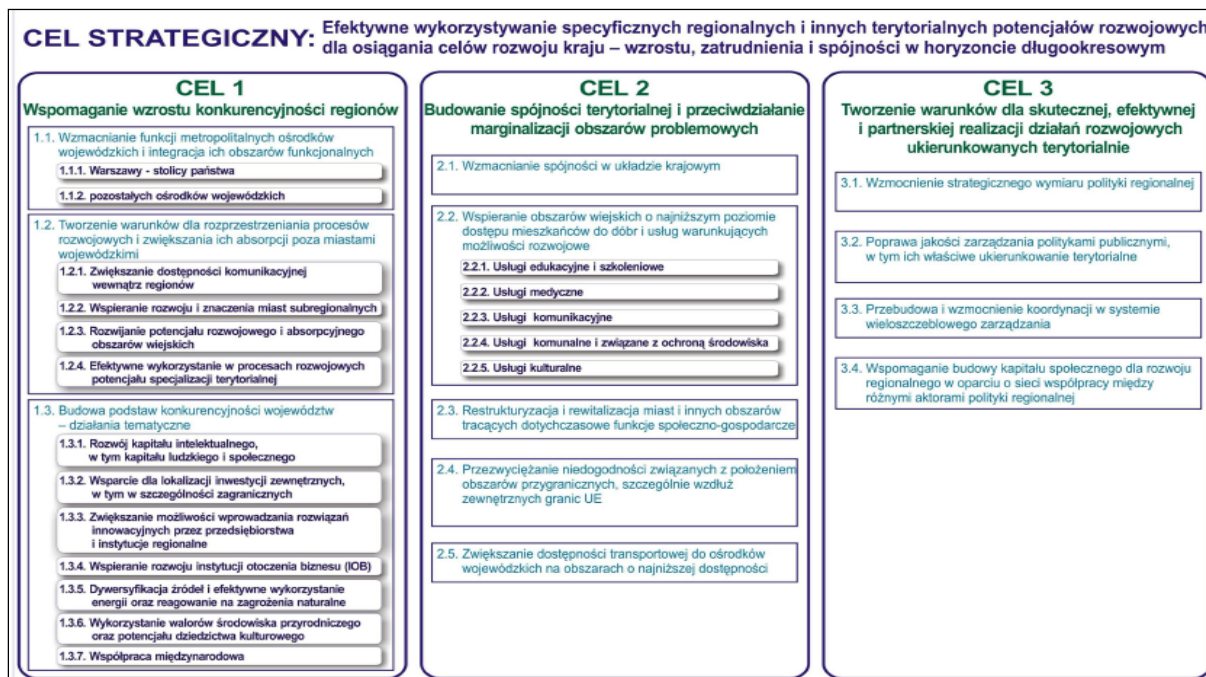 CEL STRATEGICZNY: Efektywne wykorzystywanie specyficznych regionalnych i innych terytorialnych potencjałów rozwojowych
dla osiągania celów rozwoju kraju – wzrostu, zatrudnienia i spójności w horyzoncie długookresowym
CEL 1
Wspomaganie wzrostu konkurencyjności regionów
1.1. Wzmacnianie funkcji metropolitalnych ośrodków
wojewódzkich i integracja ich obszarów funkcjonalnych
1.1.1. Warszawy - stolicy państwa
1.1.2. pozostałych ośrodków wojewódzkich
1.2. Tworzenie warunków dla rozprzestrzeniania procesów
rozwojowych i zwiększania ich absorpcji poza miastami
wojewódzkimi
1.2.1. Zwiększanie dostępności komunikacyjnej
wewnątrz regionów
1.2.2. Wspieranie rozwoju i znaczenia miast subregionalnych
1.2.3. Rozwijanie potencjału rozwojowego i absorpcyjnego
obszarów wiejskich
1.2.4. Efektywne wykorzystanie w procesach rozwojowych
potencjału specjalizacji terytorialnej
1.3. Budowa podstaw konkurencyjności województw
– działania tematyczne
1.3.1. Rozwój kapitału intelektualnego,
w tym kapitału ludzkiego i społecznego
1.3.2. Wsparcie dla lokalizacji inwestycji zewnętrznych,
w tym w szczególności zagranicznych
1.3.3. Zwiększanie możliwości wprowadzania rozwiązań
innowacyjnych przez przedsiębiorstwa
i instytucje regionalne
1.3.4. Wspieranie rozwoju instytucji otoczenia biznesu (IOB)
1.3.5. Dywersyfikacja źródeł i efektywne wykorzystanie
energii oraz reagowanie na zagrożenia naturalne
1.3.6. Wykorzystanie walorów środowiska przyrodniczego
oraz potencjału dziedzictwa kulturowego
1.3.7. Współpraca międzynarodowa
CEL 2
Budowanie spójności terytorialnej i przeciwdziałanie
marginalizacji obszarów problemowych
2.1. Wzmacnianie spójności w układzie krajowym
2.2. Wspieranie obszarów wiejskich o najniższym poziomie
dostępu mieszkańców do dóbr i usług warunkujących
możliwości rozwojowe
2.2.1. Usługi edukacyjne i szkoleniowe
2.2.2. Usługi medyczne
2.2.3. Usługi komunikacyjne
2.2.4. Usługi komunalne i związane z ochroną środowiska
2.2.5. Usługi kulturalne
2.3. Restrukturyzacja i rewitalizacja miast i innych obszarów
tracących dotychczasowe funkcje społeczno-gospodarcze
2.4. Przezwyciężanie niedogodności związanych z położeniem
obszarów przygranicznych, szczególnie wzdłuż
zewnętrznych granic UE
2.5. Zwiększanie dostępności transportowej do ośrodków
wojewódzkich na obszarach o najniższej dostępności
CEL 3
Tworzenie warunków dla skutecznej, efektywnej
i partnerskiej realizacji działań rozwojowych
ukierunkowanych terytorialnie
3.1. Wzmocnienie strategicznego wymiaru polityki regionalnej
3.2. Poprawa jakości zarządzania politykami publicznymi,
w tym ich właściwe ukierunkowanie terytorialne
3.3. Przebudowa i wzmocnienie koordynacji w systemie
wieloszczeblowego zarządzania
3.4. Wspomaganie budowy kapitału społecznego dla rozwoju
regionalnego w oparciu o sieci współpracy między
różnymi aktorami polityki regionalnej